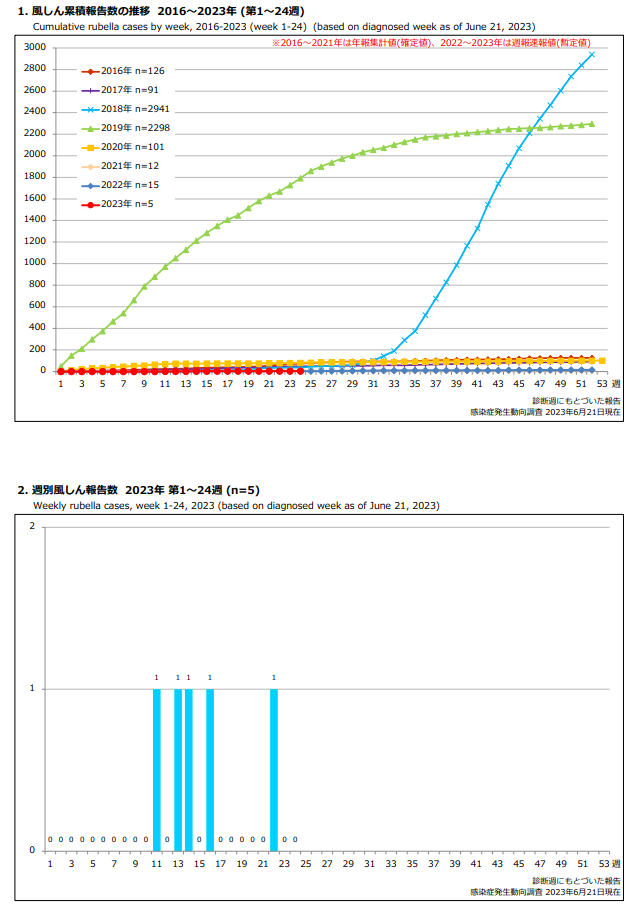 1. 風しん累積報告数の推移 2016～2023年 (第1～24週)
Cumulative rubella cases by week, 2016-2023 (week 1-24) (based on diagnosed week as of June 21, 2023)
※2016～2021年は年報集計値(確定値)、2022～2023年は週報速報値(暫定値)
3000
2800
2600
2400
2200
2000
1800
1600
1400
1200
1000
800
600
400
200
0
2016年 n=126
2017年 n=91
2018年 n=2941
2019年 n=2298
2020年 n=101
2021年 n=12
2022年 n=15
2023年 n=5
1 3 5 7 9 11 13 15 17 19 21 23 25 27 29 31 33 35 37 39 41 43 45 47 49 51 53 週
診断週にもとづいた報告
感染症発生動向調査 2023年6月21日現在
2. 週別風しん報告数 2023年 第1～24週 (n=5)
Weekly rubella cases, week 1-24, 2023 (based on diagnosed week as of June 21, 2023)
2
1
0
0 0 0 0 0 0 0 0 0 0 1 0 1 1 0 1 0 0 0 0 0 1 0 0
1 3 5 7 9 11 13 15 17 19 21 23 25 27 29 31 33 35 37 39 41 43 45 47 49 51 53 週
診断週にもとづいた報告
感染症発生動向調査 2023年6月21日現在